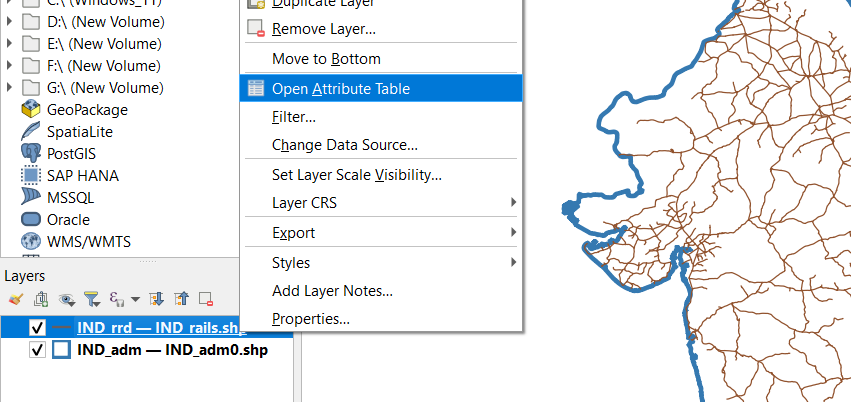 C:\ (Windows_11)
D:\ (New Volume)
E:\ (New Volume)
F:\ (New Volume)
G:\ (New Volume)
GeoPackage
SpatiaLite
PostGIS
SAP HANA
MSSQL
Oracle
WMS/WMTS
Layers
IND_rrd — IND_rails.shp
IND_adm — IND_adm0.shp
Duplicate Layer
Remove Layer...
Move to Bottom
Open Attribute Table
Filter...
Change Data Source...
Set Layer Scale Visibility...
Layer CRS
Export
Styles
Add Layer Notes...
Properties...